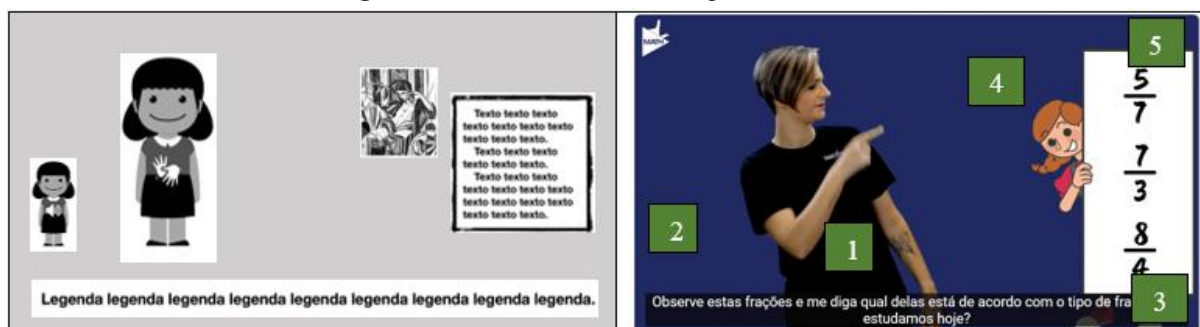 Texto texto texto
texto texto texto texto
texto texto texto.
Texto texto texto
texto texto texto.
Texto texto texto
texto texto texto texto
texto texto texto texto
texto texto texto.
Legenda legenda legenda legenda legenda legenda legenda legenda legenda.
5
4
5
7
7
3
8
4
2
1
3
Observe estas frações e me diga qual delas está de acordo com o tipo de
estudamos hoje?